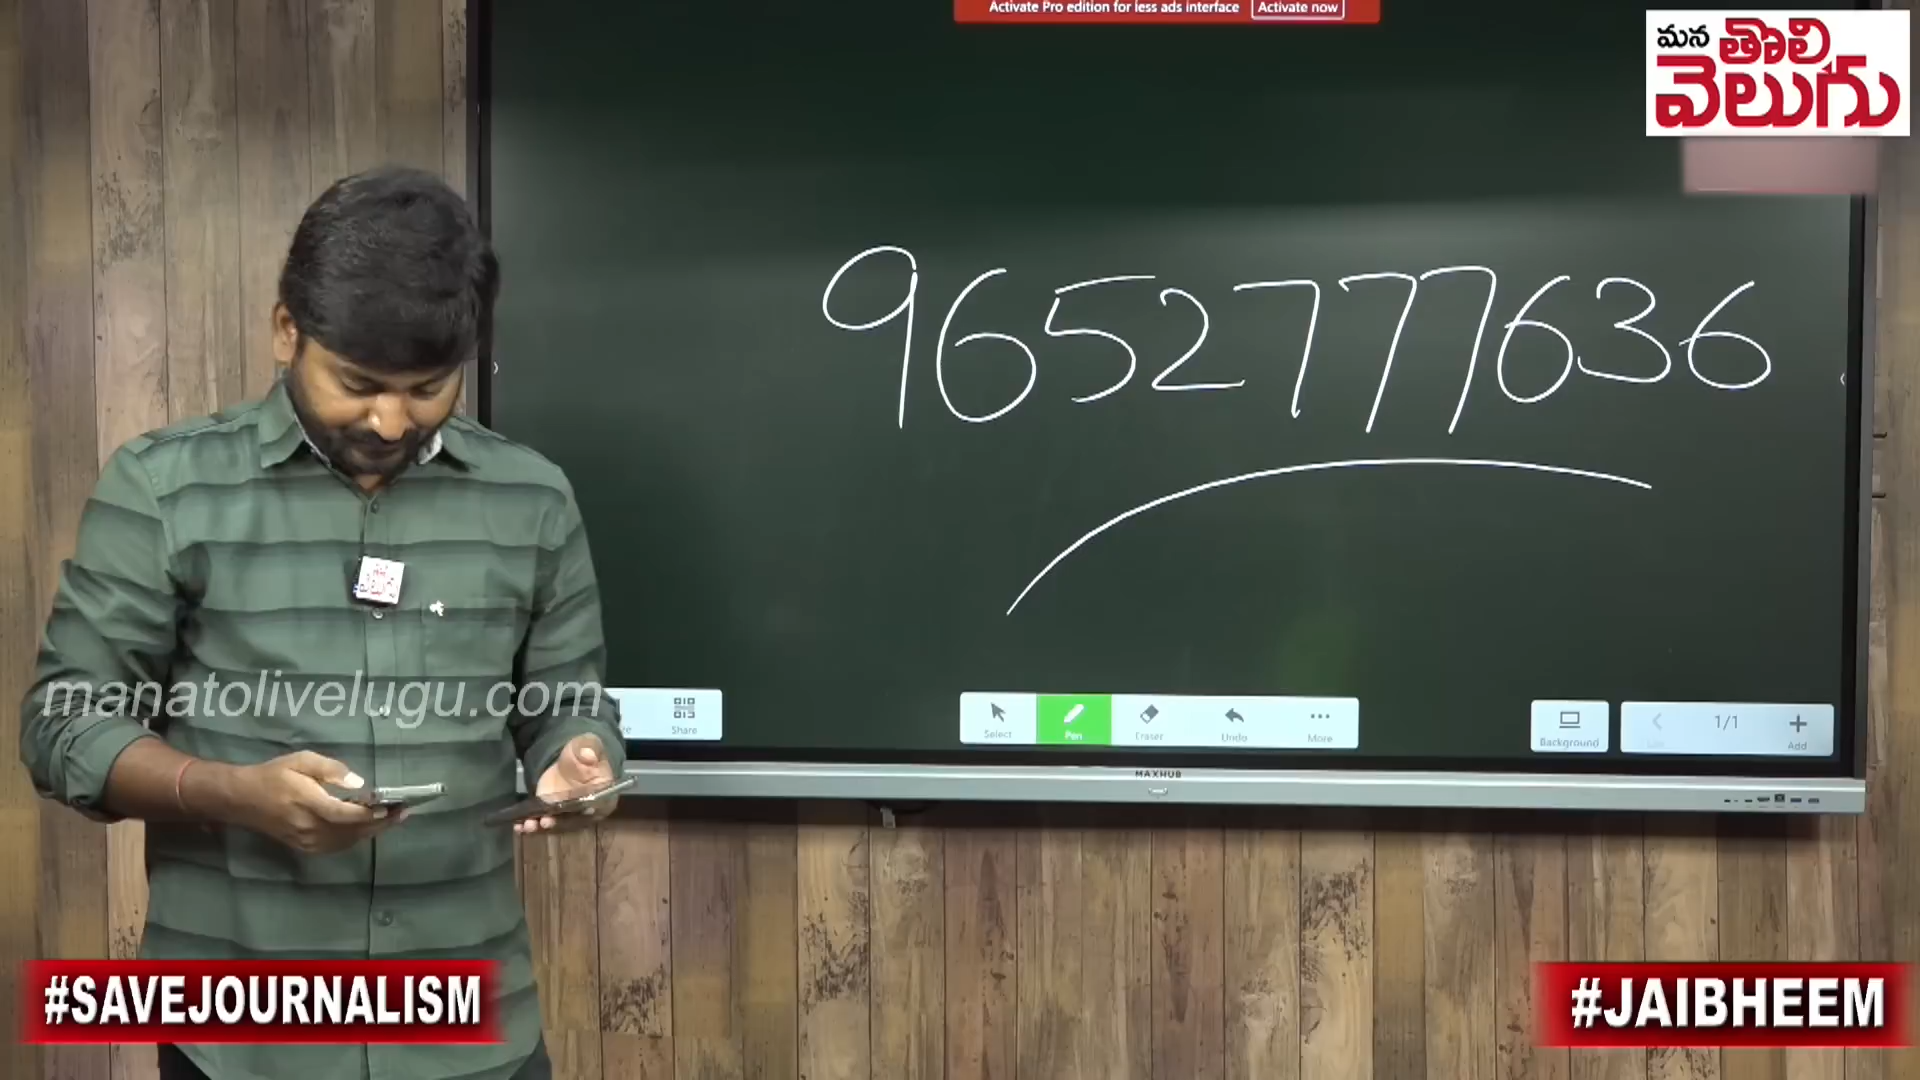 Activate Pro edition for less ads interface Activate now
మన తొలి
వెలుగు
9652777636
manatolivelugu.com
Share
Select Pen Eraser Undo More
Background 1/1 Add
MAXHUB
#SAVEJOURNALISM
#JAIBHEEM